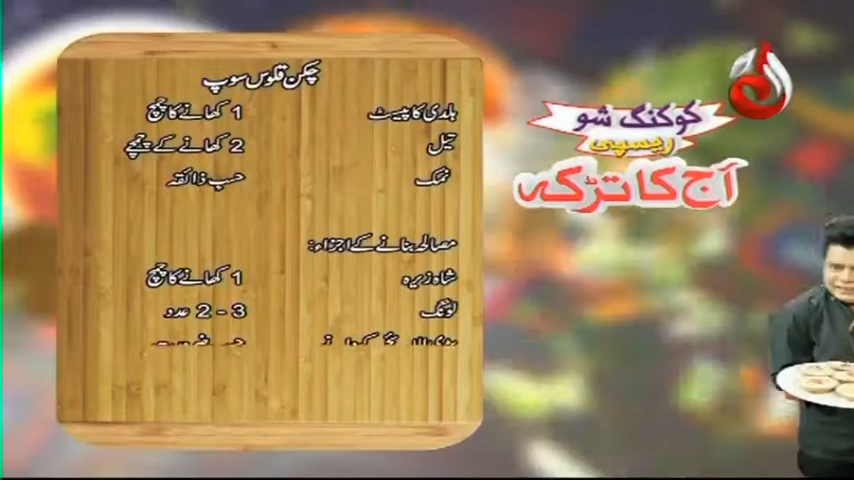 چکن قلوس سوپ
ہلدی کا پیسٹ 1 کھانے کا چمچ
تیل 2 کھانے کے چمچے
نمک حسب ذائقہ
مصالحہ بنانے کے اجزاء:
شاہ زیرہ 1 کھانے کا چمچ
لونگ 3 - 2 عدد
کوکنگ شو
ریسپی
آج کا تڑکہ